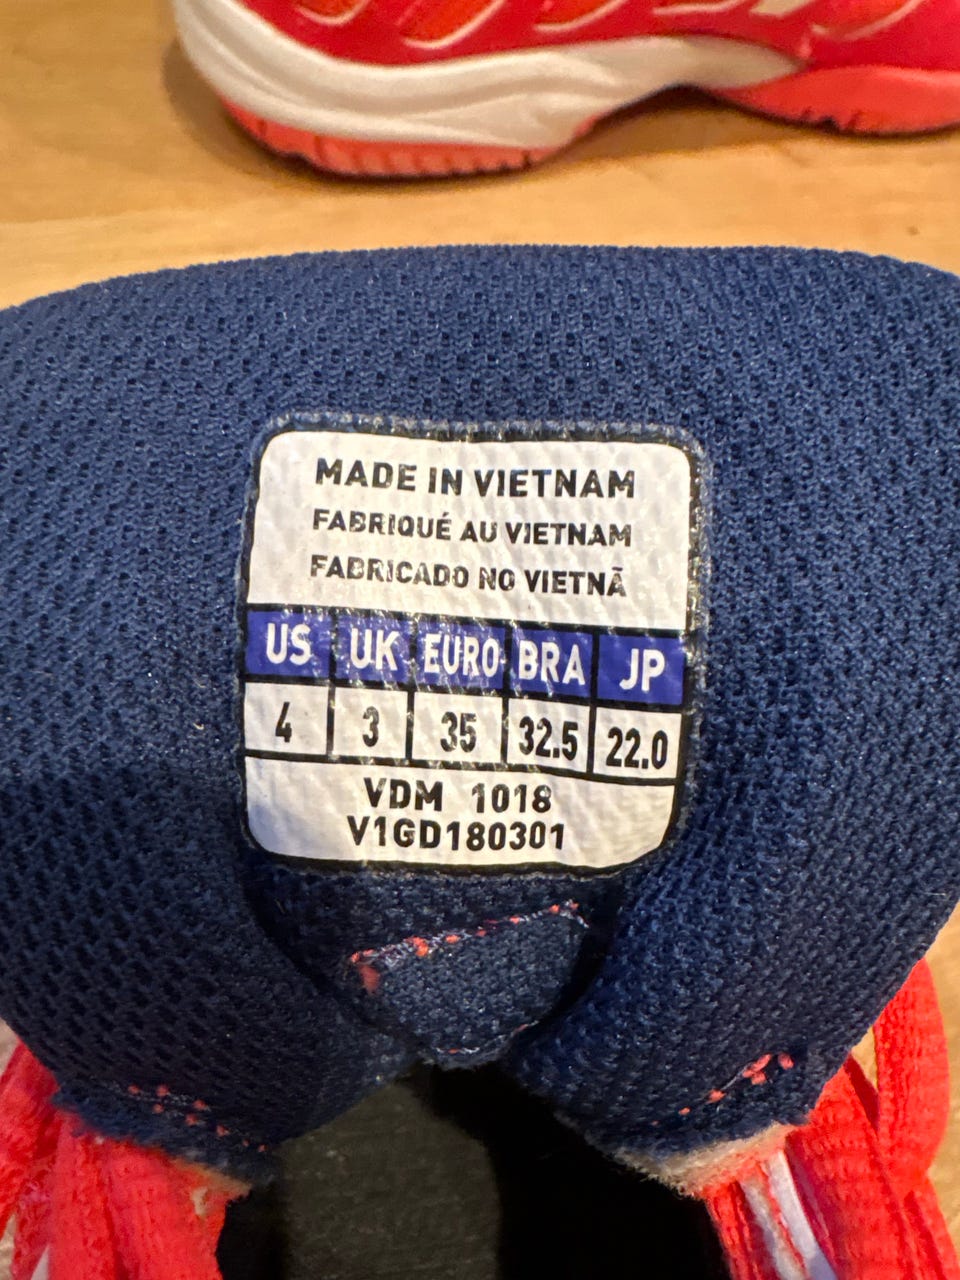 MADE IN VIETNAM
FABRIQUÉ AU VIETNAM
FABRICADO NO VIETNÃ
US UK EURO BRA JP
4 3 35 32.5 22.0
VDM 1018
V1GD180301